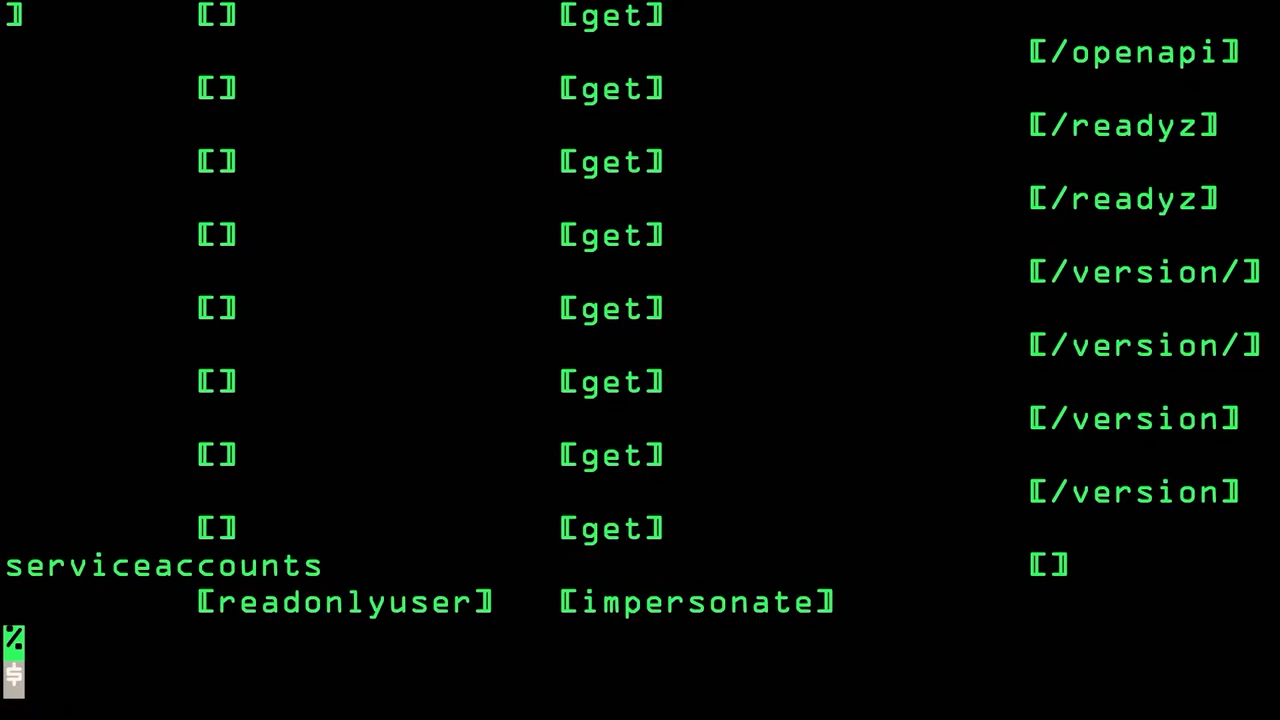 ] [] [get]
[/openapi]
[] [get]
[/readyz]
[] [get]
[/readyz]
[] [get]
[/version/]
[] [get]
[/version/]
[] [get]
[/version]
[] [get]
[/version]
[] [get]
serviceaccounts []
[readonlyuser] [impersonate]
%
$